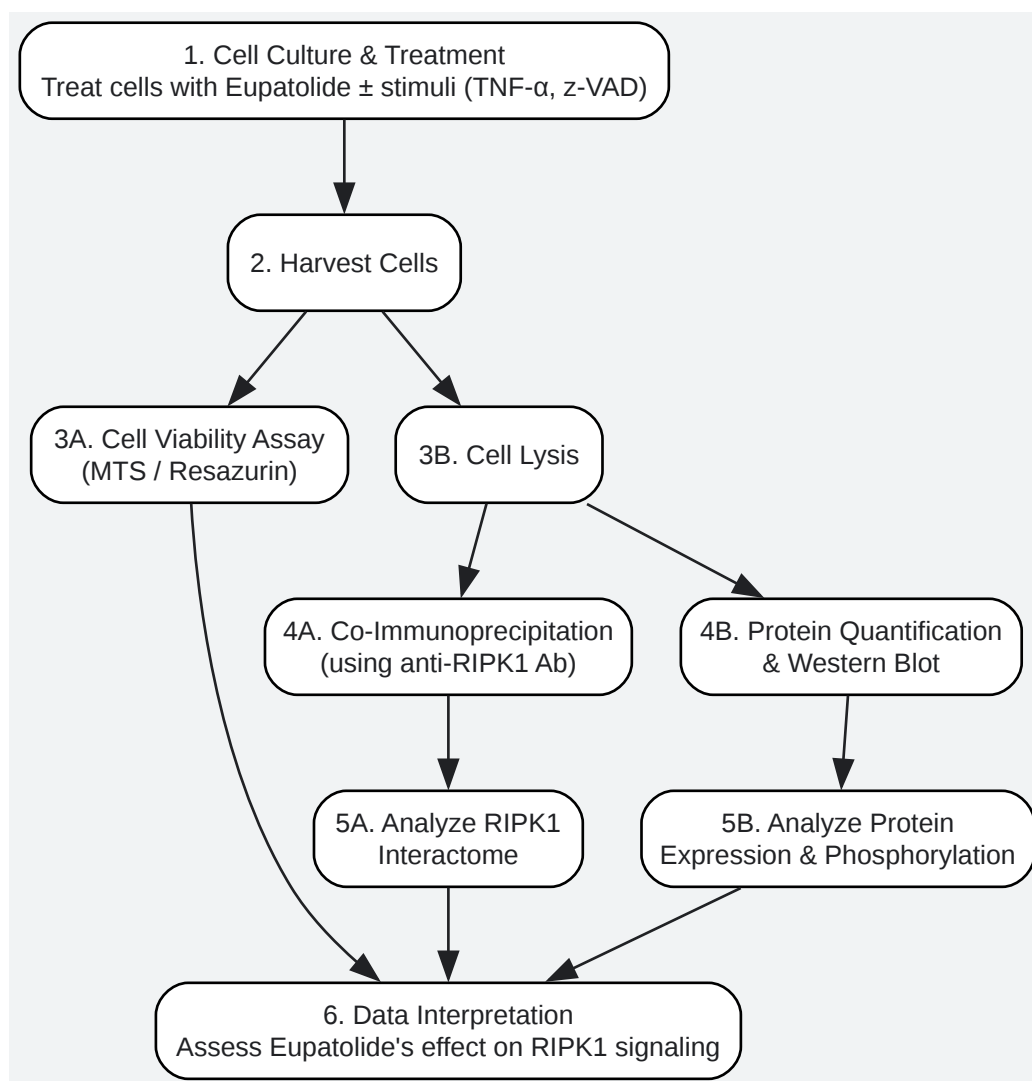 1. Cell Culture & Treatment
Treat cells with Eupatolide ± stimuli (TNF-α, z-VAD)
2. Harvest Cells
3A. Cell Viability Assay
(MTS / Resazurin)
3B. Cell Lysis
4A. Co-Immunoprecipitation
(using anti-RIPK1 Ab)
4B. Protein Quantification
& Western Blot
5A. Analyze RIPK1
Interactome
5B. Analyze Protein
Expression & Phosphorylation
6. Data Interpretation
Assess Eupatolide's effect on RIPK1 signaling